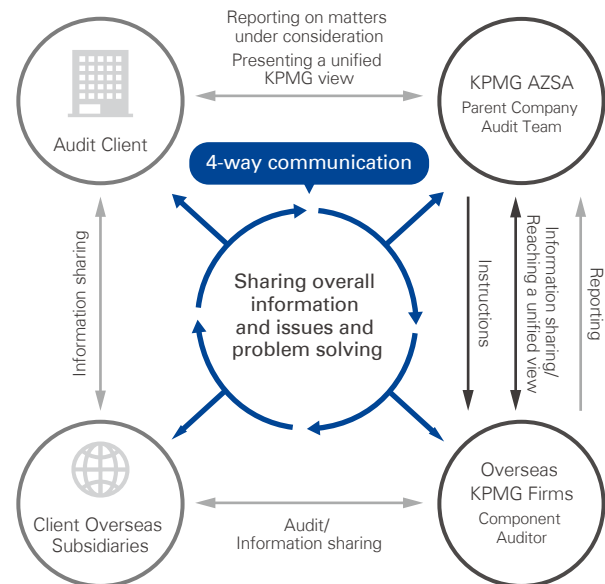 Reporting on matters
under consideration
Presenting a unified
KPMG view
Audit Client
KPMG AZSA
Parent Company
Audit Team
4-way communication
Sharing overall
information
and issues and
problem solving
Information sharing
Instructions
Information sharing/
Reaching a unified view
Reporting
Client Overseas
Subsidiaries
Audit/
Information sharing
Overseas
KPMG Firms
Component
Auditor